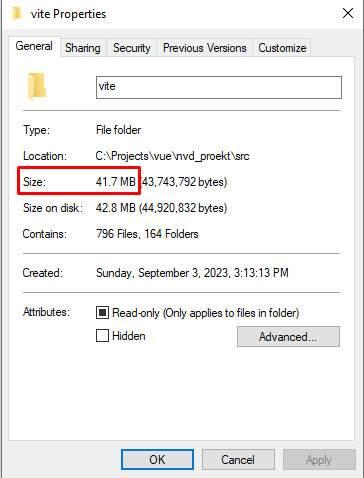 vite Properties
General Sharing Security Previous Versions Customize
vite
Type: File folder
Location: C:\Projects\vue\nvd_proekt\src
Size: 41.7 MB (43,743,792 bytes)
Size on disk: 42.8 MB (44,920,832 bytes)
Contains: 796 Files, 164 Folders
Created: Sunday, September 3, 2023, 3:13:13 PM
Attributes: Read-only (Only applies to files in folder)
Hidden Advanced...
OK Cancel Apply